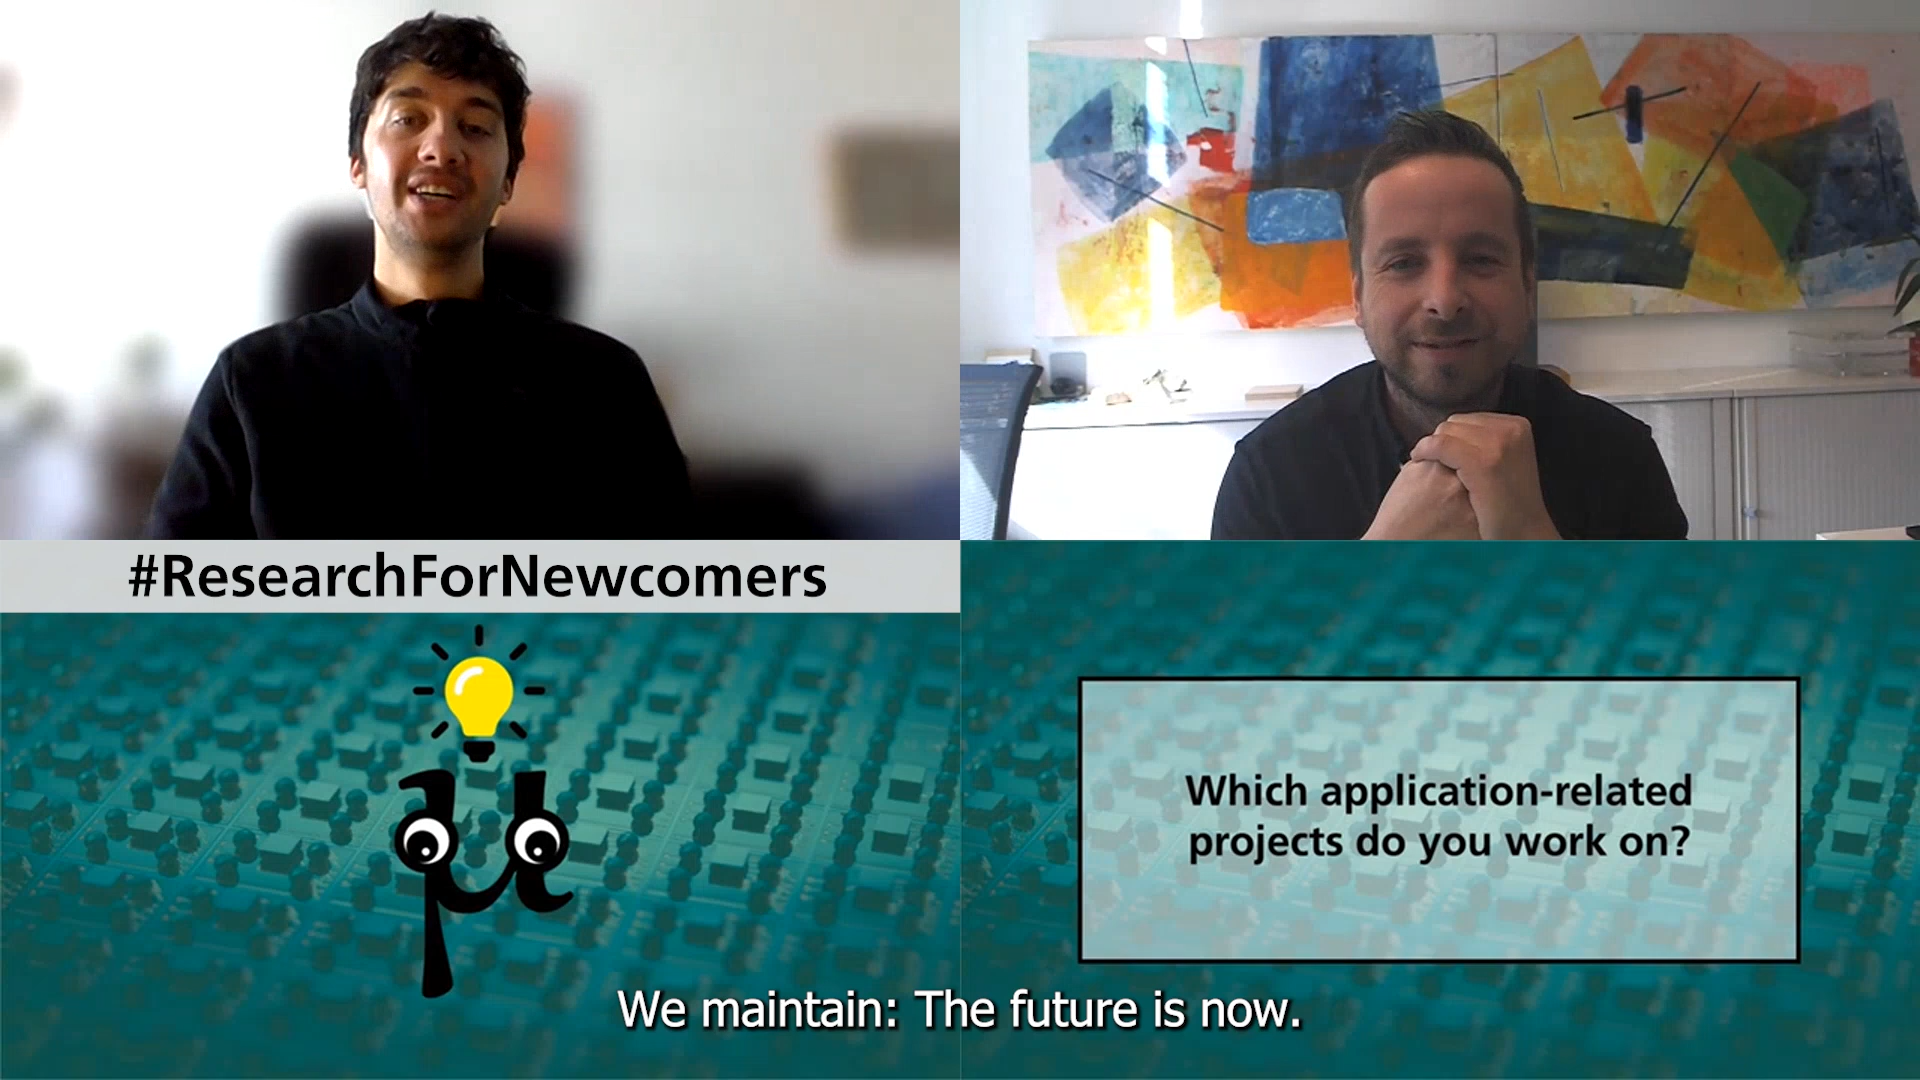 #ResearchForNewcomers
µ
Which application-related
projects do you work on?
We maintain: The future is now.